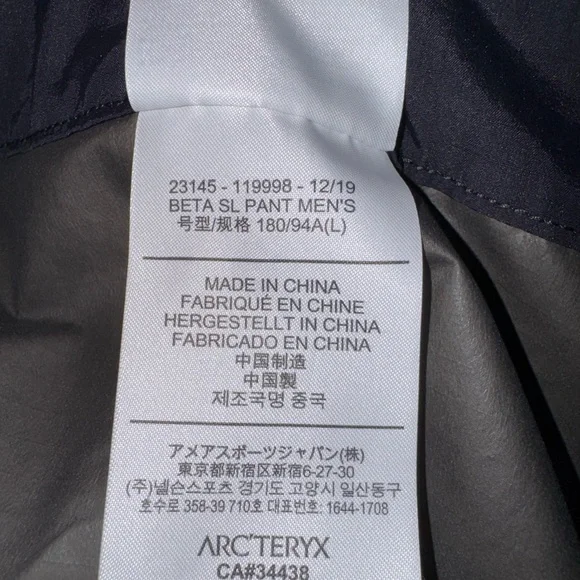 23145 - 119998 - 12/19
BETA SL PANT MEN'S
号型/规格 180/94A(L)
MADE IN CHINA
FABRIQUÉ EN CHINE
HERGESTELLT IN CHINA
FABRICADO EN CHINA
中国制造
中国製
제조국명 중국
アメアスポーツジャパン(株)
東京都新宿区新宿6-27-30
(주)넬슨스포츠 경기도 고양시 일산동구
호수로 358-39 710호 대표번호: 1644-1708
ARC'TERYX
CA#34438